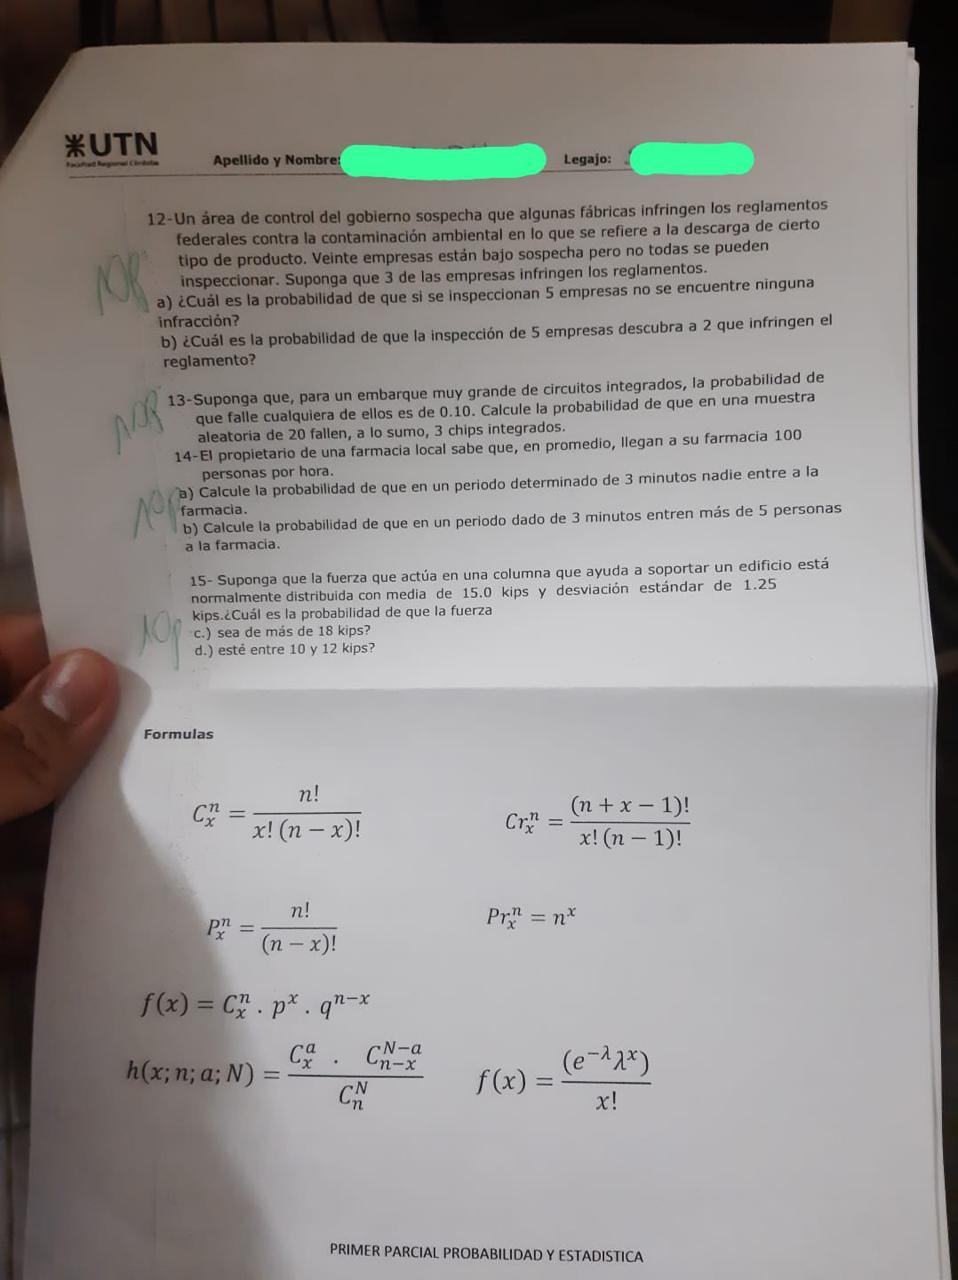 UTN
Facultad Regional Córdoba
Apellido y Nombre:
Legajo:
12-Un área de control del gobierno sospecha que algunas fábricas infringen los reglamentos
federales contra la contaminación ambiental en lo que se refiere a la descarga de cierto
tipo de producto. Veinte empresas están bajo sospecha pero no todas se pueden
inspeccionar. Suponga que 3 de las empresas infringen los reglamentos.
a) ¿Cuál es la probabilidad de que si se inspeccionan 5 empresas no se encuentre ninguna
infracción?
b) ¿Cuál es la probabilidad de que la inspección de 5 empresas descubra a 2 que infringen el
reglamento?
13-Suponga que, para un embarque muy grande de circuitos integrados, la probabilidad de
que falle cualquiera de ellos es de 0.10. Calcule la probabilidad de que en una muestra
aleatoria de 20 fallen, a lo sumo, 3 chips integrados.
14-El propietario de una farmacia local sabe que, en promedio, llegan a su farmacia 100
personas por hora.
a) Calcule la probabilidad de que en un periodo determinado de 3 minutos nadie entre a la
farmacia.
b) Calcule la probabilidad de que en un periodo dado de 3 minutos entren más de 5 personas
a la farmacia.
15- Suponga que la fuerza que actúa en una columna que ayuda a soportar un edificio está
normalmente distribuida con media de 15.0 kips y desviación estándar de 1.25
kips.¿Cuál es la probabilidad de que la fuerza
c.) sea de más de 18 kips?
d.) esté entre 10 y 12 kips?
Formulas
C_x^n = n! / x! (n − x)!
Cr_x^n = (n + x − 1)! / x! (n − 1)!
P_x^n = n! / (n − x)!
Pr_x^n = n^x
f(x) = C_x^n . p^x . q^{n−x}
h(x; n; a; N) = C_x^a . C_{n−x}^{N−a} / C_n^N
f(x) = (e^{−λ} λ^x) / x!
PRIMER PARCIAL PROBABILIDAD Y ESTADISTICA